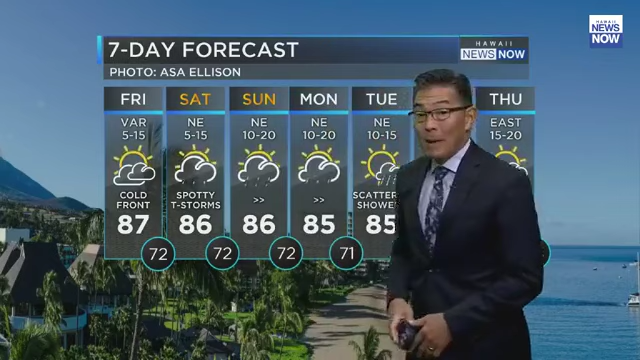 HAWAII
NEWS
NOW
7-DAY FORECAST
HAWAII
NEWS NOW
PHOTO: ASA ELLISON
FRI SAT SUN MON TUE THU
VAR NE NE NE NE EAST
5-15 5-15 10-20 10-20 10-15 15-20
COLD SPOTTY >> >> SCATTER
FRONT T-STORMS SHOWE
87 86 86 85 85
72 72 72 71